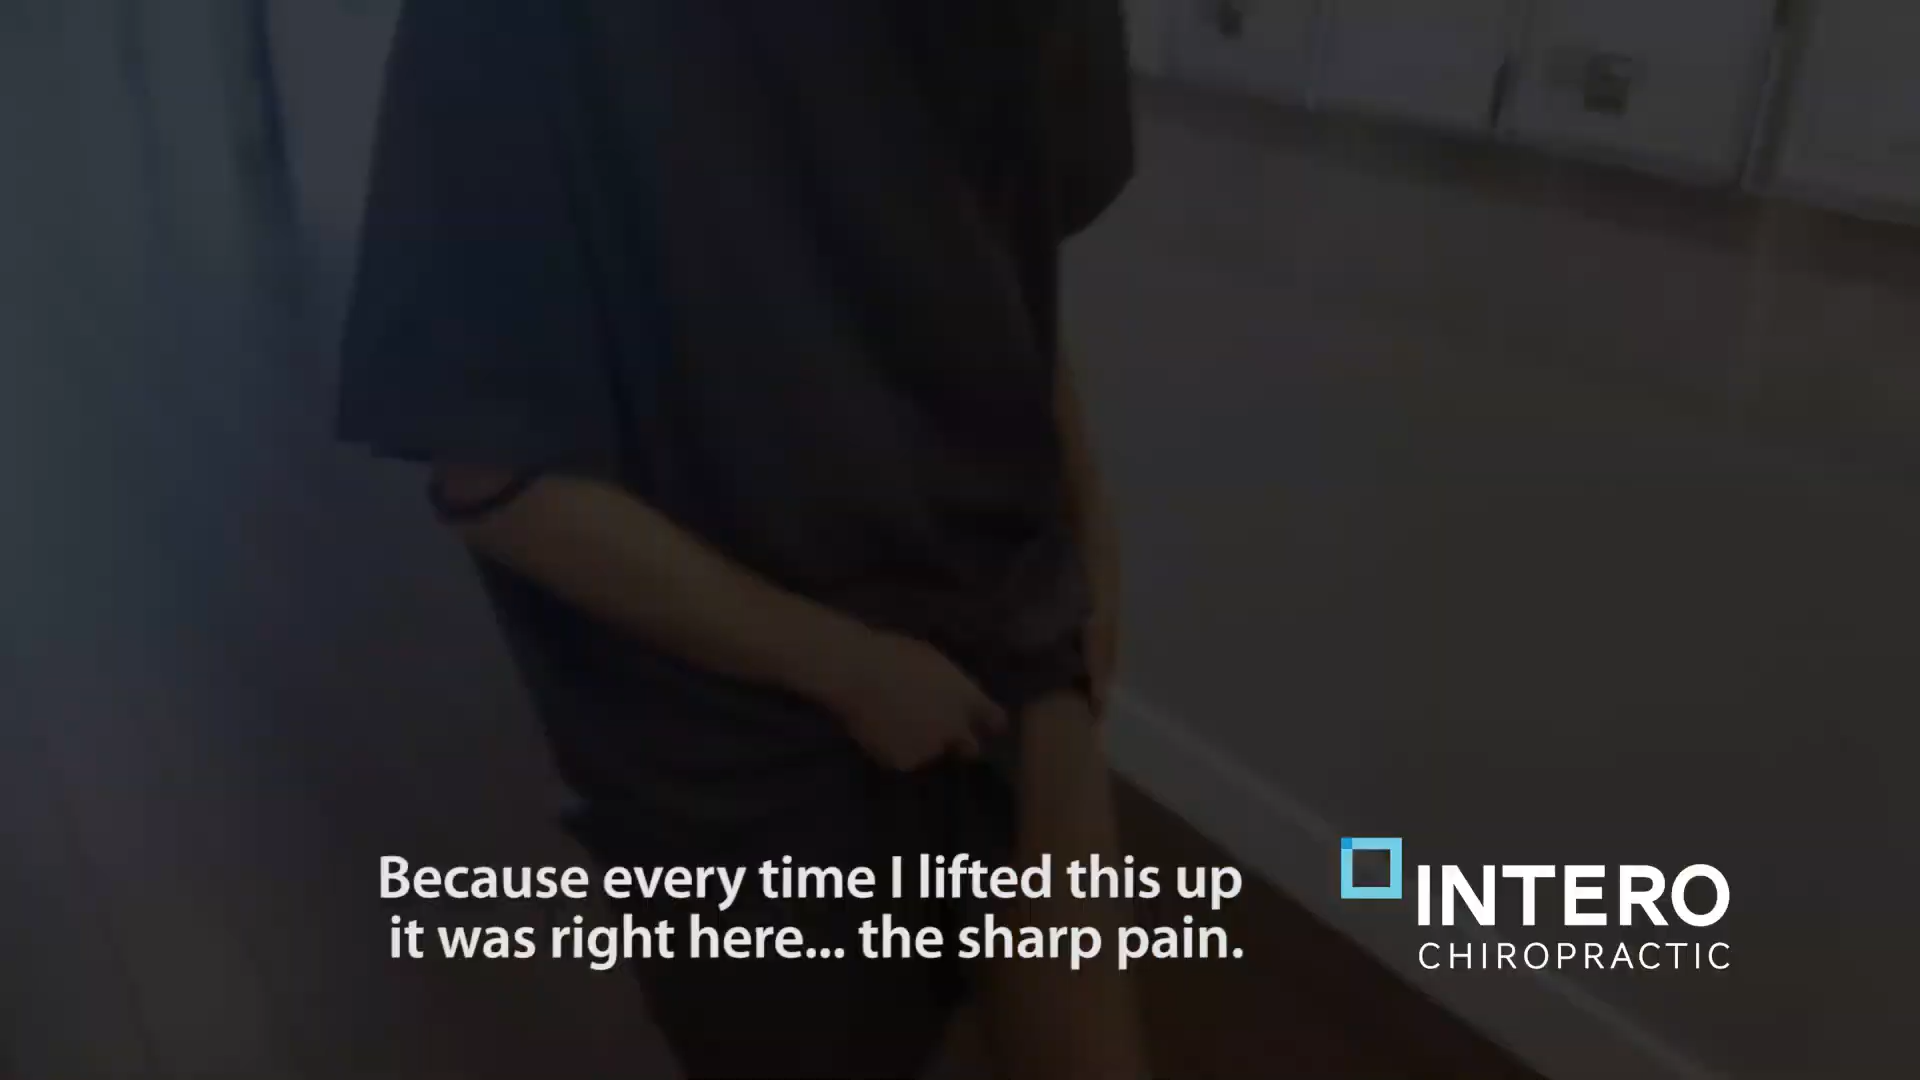 Because every time I lifted this up
it was right here... the sharp pain.
INTERO
CHIROPRACTIC